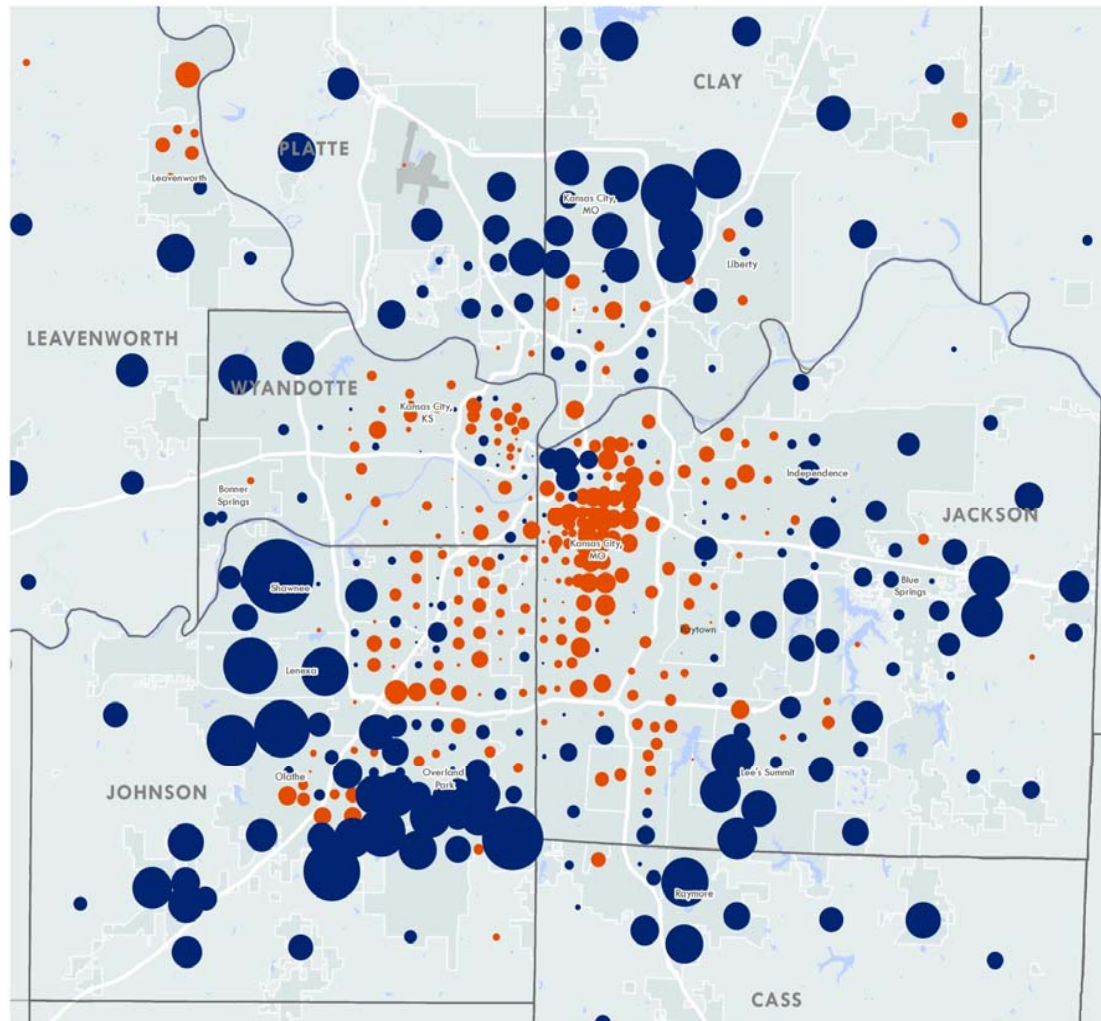 CLAY
PLATTE
Leavenworth
Kansas City,
MO
Liberty
LEAVENWORTH
WYANDOTTE
Kansas City,
KS
Independence
Bonner
Springs
JACKSON
Kansas City,
MO
Shawnee
Blue
Springs
Raytown
Lenexa
Olathe
Overland
Park
Lee's Summit
JOHNSON
Raymore
CASS